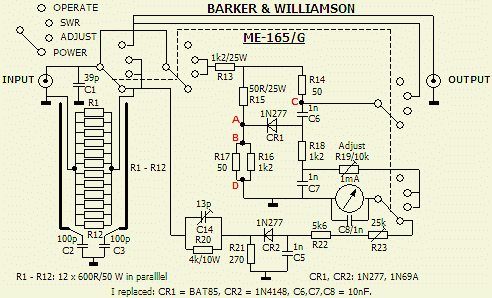 OPERATE
SWR
ADJUST
POWER
BARKER & WILLIAMSON
ME-165/G
INPUT
OUTPUT
39p
C1
R1
R1 - R12
R12
100p
C2
100p
C3
1k2/25W
R13
50R/25W
R15
R14
50
C
1n
C6
A
1N277
CR1
B
R17
50
R16
1k2
D
R18
1k2
1n
C7
Adjust
R19/10k
1mA
C8/1n
13p
C14
R20
4k/10W
R21
270
1N277
CR2
1n
C5
5k6
R22
25k
R23
R1 - R12: 12 x 600R/50 W in paralllel
CR1, CR2: 1N277, 1N69A
I replaced: CR1 = BAT85, CR2 = 1N4148, C6,C7,C8 = 10nF.